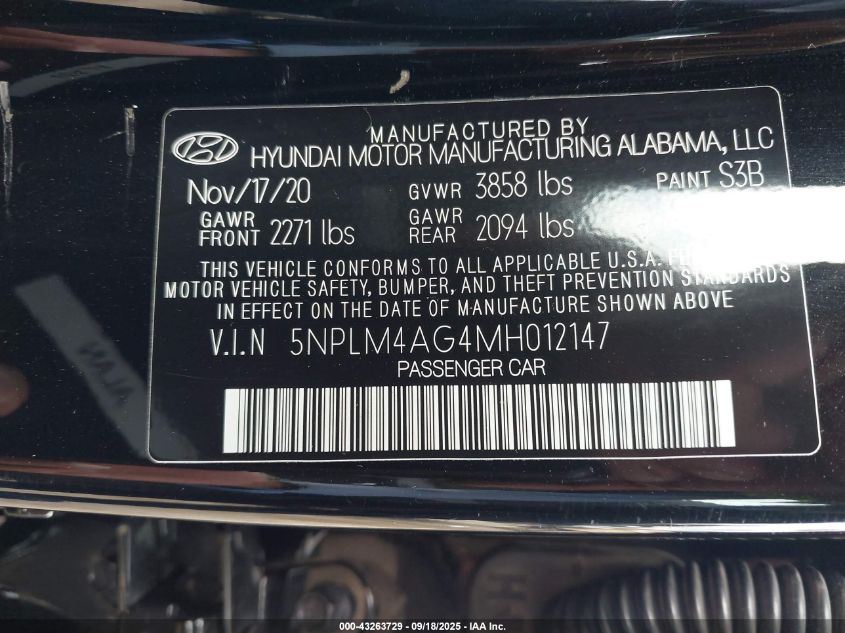 MANUFACTURED BY
HYUNDAI MOTOR MANUFACTURING ALABAMA, LLC
Nov/17/20 GVWR 3858 lbs PAINT S3B
GAWR FRONT 2271 lbs GAWR REAR 2094 lbs
THIS VEHICLE CONFORMS TO ALL APPLICABLE U.S.A.
MOTOR VEHICLE SAFETY, BUMPER, AND THEFT PREVENTION STANDARDS
IN EFFECT ON THE DATE OF MANUFACTURE SHOWN ABOVE
V.I.N 5NPLM4AG4MH012147
PASSENGER CAR
000-43263729 - 09/18/2025 - IAA Inc.